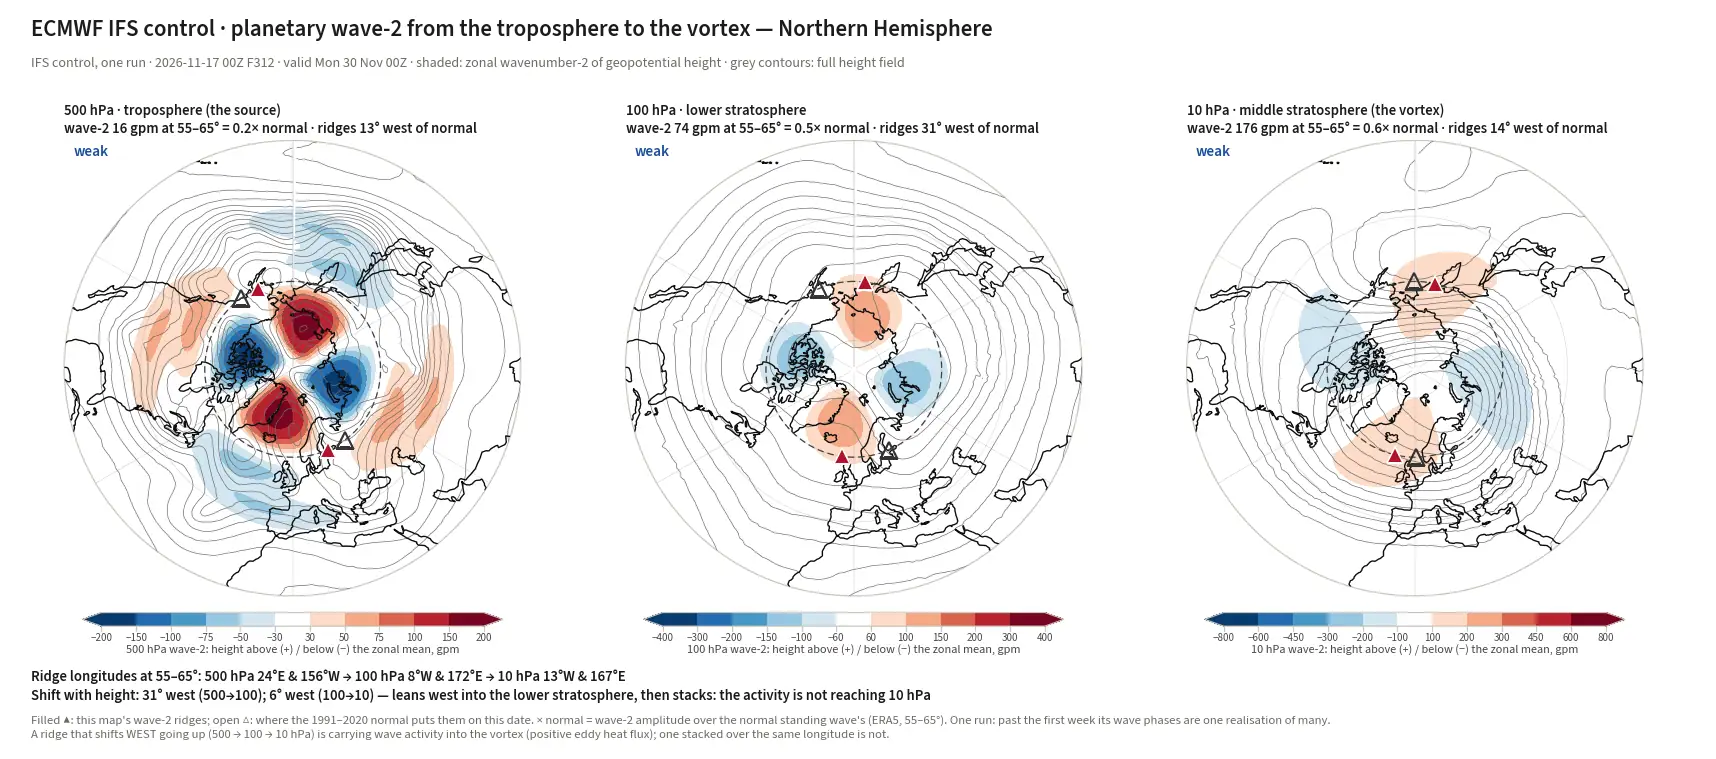 ECMWF IFS control · planetary wave-2 from the troposphere to the vortex — Northern Hemisphere
IFS control, one run · 2026-11-17 00Z F312 · valid Mon 30 Nov 00Z · shaded: zonal wavenumber-2 of geopotential height · grey contours: full height field
500 hPa · troposphere (the source)
wave-2 16 gpm at 55–65° = 0.2× normal · ridges 13° west of normal
weak
100 hPa · lower stratosphere
wave-2 74 gpm at 55–65° = 0.5× normal · ridges 31° west of normal
weak
10 hPa · middle stratosphere (the vortex)
wave-2 176 gpm at 55–65° = 0.6× normal · ridges 14° west of normal
weak
−200 −150 −100 −75 −50 −30 30 50 75 100 150 200
500 hPa wave-2: height above (+) / below (−) the zonal mean, gpm
−400 −300 −200 −150 −100 −60 60 100 150 200 300 400
100 hPa wave-2: height above (+) / below (−) the zonal mean, gpm
−800 −600 −450 −300 −200 −100 100 200 300 450 600 800
10 hPa wave-2: height above (+) / below (−) the zonal mean, gpm
Ridge longitudes at 55–65°: 500 hPa 24°E & 156°W → 100 hPa 8°W & 172°E → 10 hPa 13°W & 167°E
Shift with height: 31° west (500→100); 6° west (100→10) — leans west into the lower stratosphere, then stacks: the activity is not reaching 10 hPa
Filled ▲: this map's wave-2 ridges; open △: where the 1991–2020 normal puts them on this date. × normal = wave-2 amplitude over the normal standing wave's (ERA5, 55–65°). One run: past the first week its wave phases are one realisation of many.
A ridge that shifts WEST going up (500 → 100 → 10 hPa) is carrying wave activity into the vortex (positive eddy heat flux); one stacked over the same longitude is not.